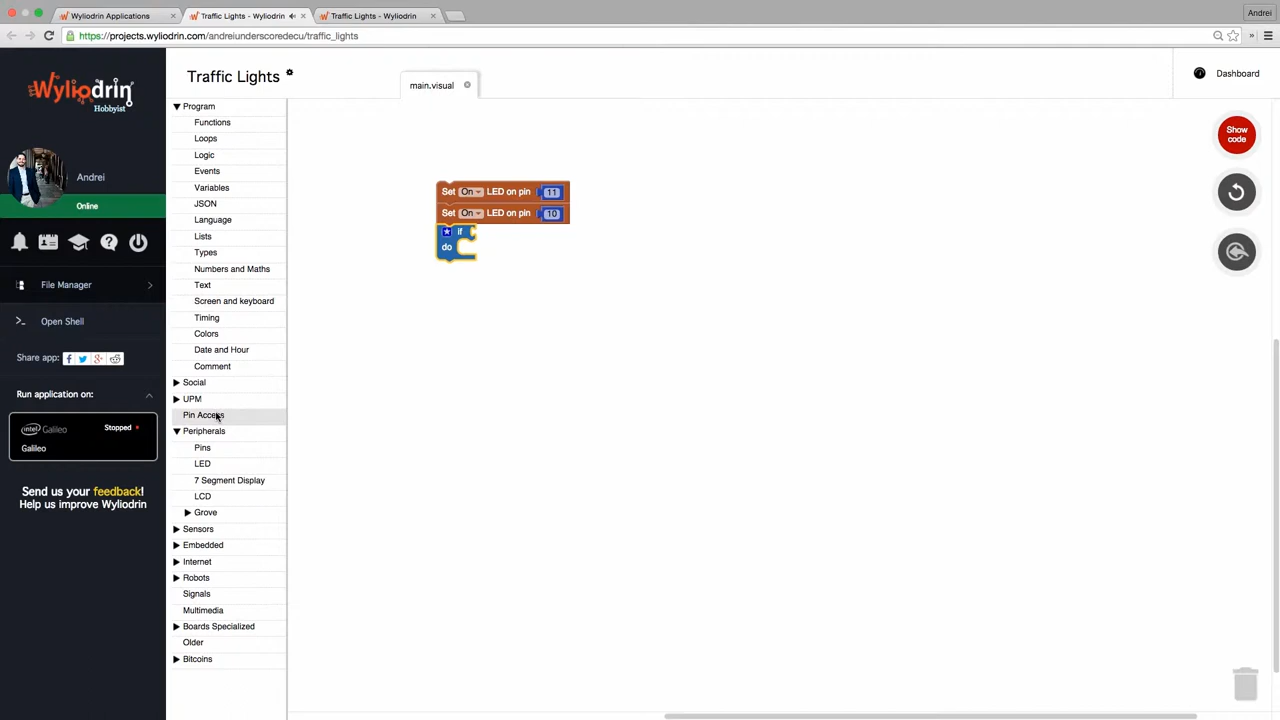 Wyliodrin Applications
Traffic Lights - Wyliodrin
Traffic Lights - Wyliodrin
Andrei
https://projects.wyliodrin.com/andreiunderscoredecu/traffic_lights
Wyliodrin
Hobbyist
Traffic Lights
main.visual
Dashboard
Andrei
Online
File Manager
>_ Open Shell
Share app:
Run application on:
intel Galileo
Stopped
Galileo
Send us your feedback!
Help us improve Wyliodrin
Program
Functions
Loops
Logic
Events
Variables
JSON
Language
Lists
Types
Numbers and Maths
Text
Screen and keyboard
Timing
Colors
Date and Hour
Comment
Social
UPM
Pin Access
Peripherals
Pins
LED
7 Segment Display
LCD
Grove
Sensors
Embedded
Internet
Robots
Signals
Multimedia
Boards Specialized
Older
Bitcoins
Set On LED on pin 11
Set On LED on pin 10
if
do
Show
code